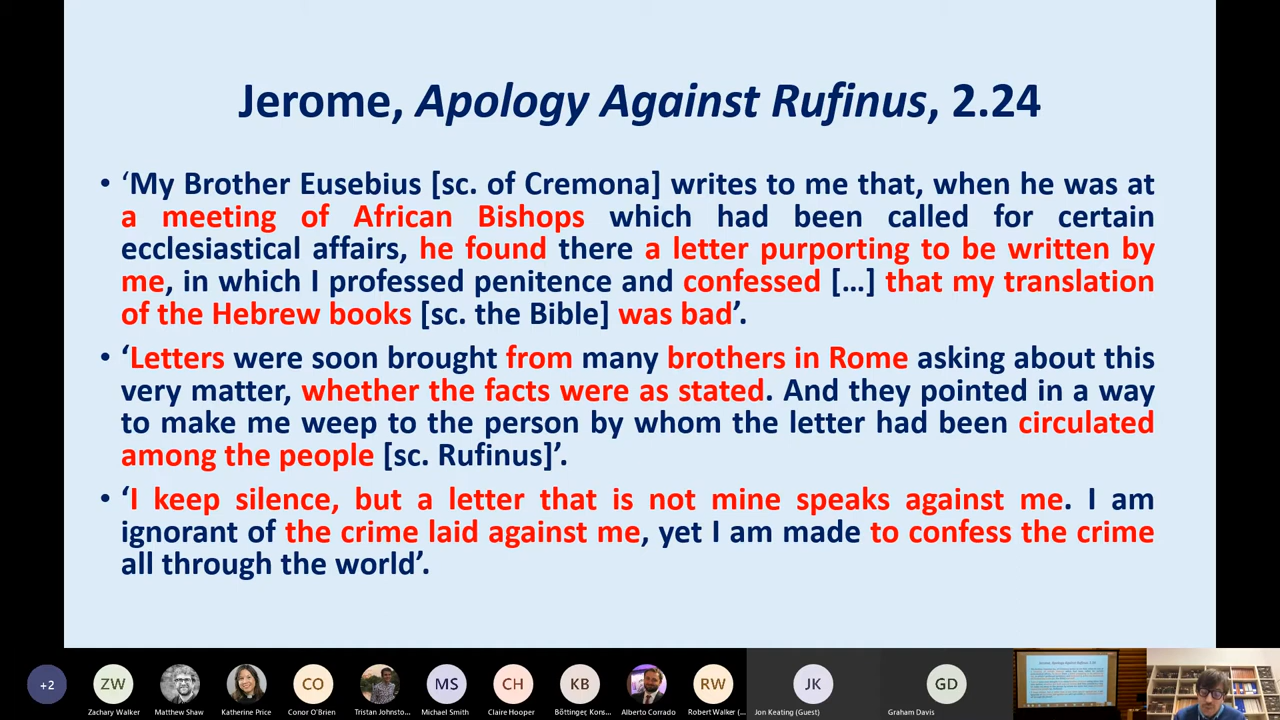 Jerome, Apology Against Rufinus, 2.24
• ‘My Brother Eusebius [sc. of Cremona] writes to me that, when he was at
a meeting of African Bishops which had been called for certain
ecclesiastical affairs, he found there a letter purporting to be written by
me, in which I professed penitence and confessed […] that my translation
of the Hebrew books [sc. the Bible] was bad’.
• ‘Letters were soon brought from many brothers in Rome asking about this
very matter, whether the facts were as stated. And they pointed in a way
to make me weep to the person by whom the letter had been circulated
among the people [sc. Rufinus]’.
• ‘I keep silence, but a letter that is not mine speaks against me. I am
ignorant of the crime laid against me, yet I am made to confess the crime
all through the world’.
+2
ZW
CO
MS
CH
KB
RW
JK
GD
Zachary Walker
Matthew Shaw
Katherine Price
Conor O'Brien
Tristan Johnsto...
Michael Smith
Claire Hooper
Böttinger, Kons...
Alberto Corrado
Robert Walker (...
Jon Keating (Guest)
Graham Davis
Jerome, Apology Against Rufinus, 2.24